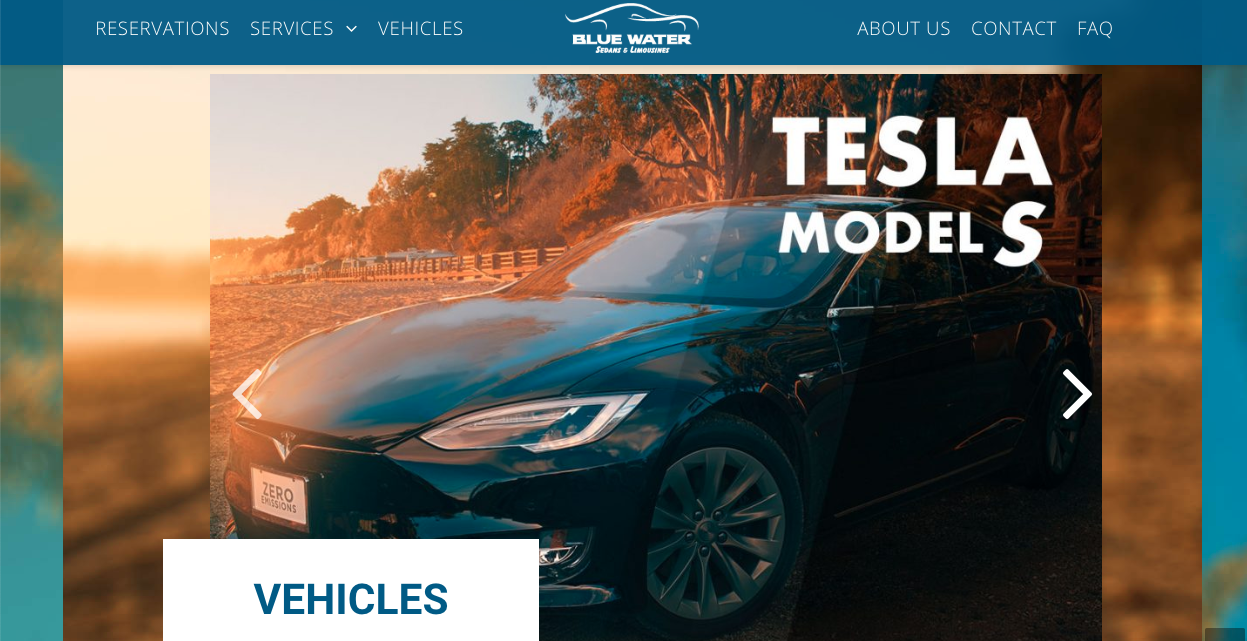 RESERVATIONS SERVICES VEHICLES
BLUE WATER
SEDANS & LIMOUSINES
ABOUT US CONTACT FAQ
TESLA
MODEL S
ZERO
EMISSIONS
VEHICLES